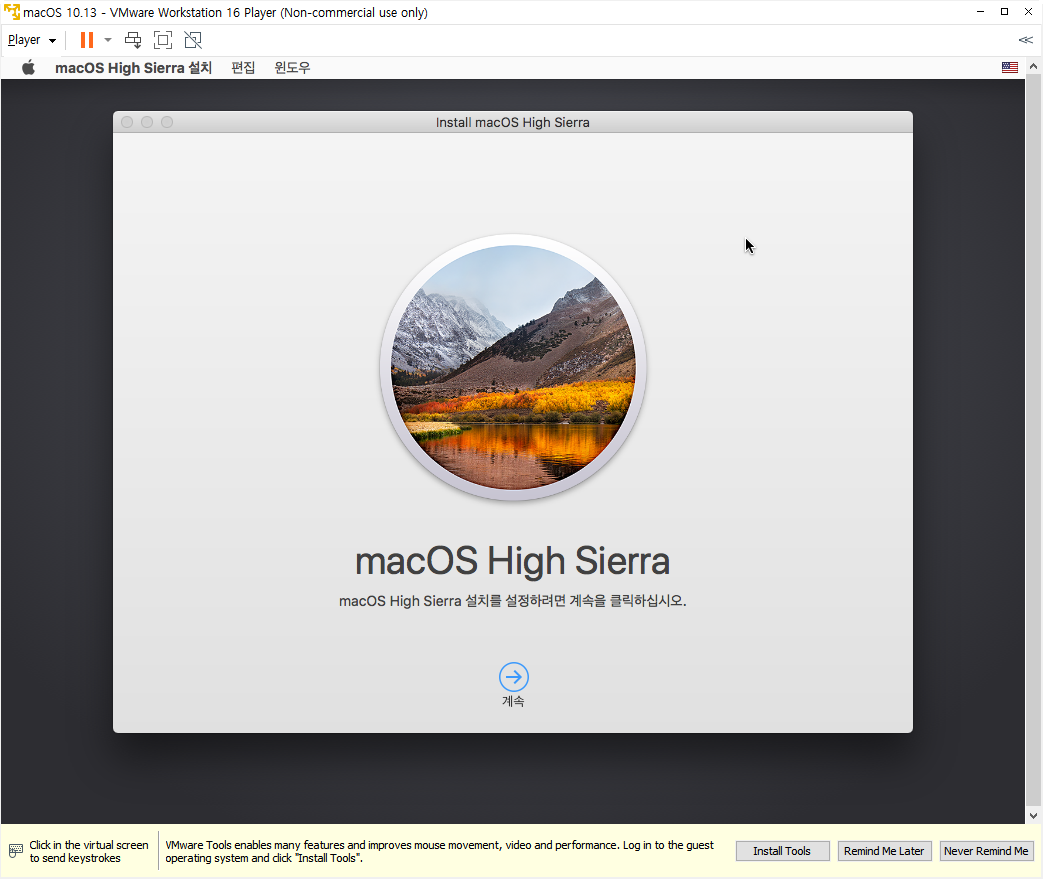 macOS 10.13 - VMware Workstation 16 Player (Non-commercial use only)
Player
macOS High Sierra 설치 편집 윈도우
Install macOS High Sierra
macOS High Sierra
macOS High Sierra 설치를 설정하려면 계속을 클릭하십시오.
계속
Click in the virtual screen
to send keystrokes
VMware Tools enables many features and improves mouse movement, video and performance. Log in to the guest
operating system and click "Install Tools".
Install Tools
Remind Me Later
Never Remind Me